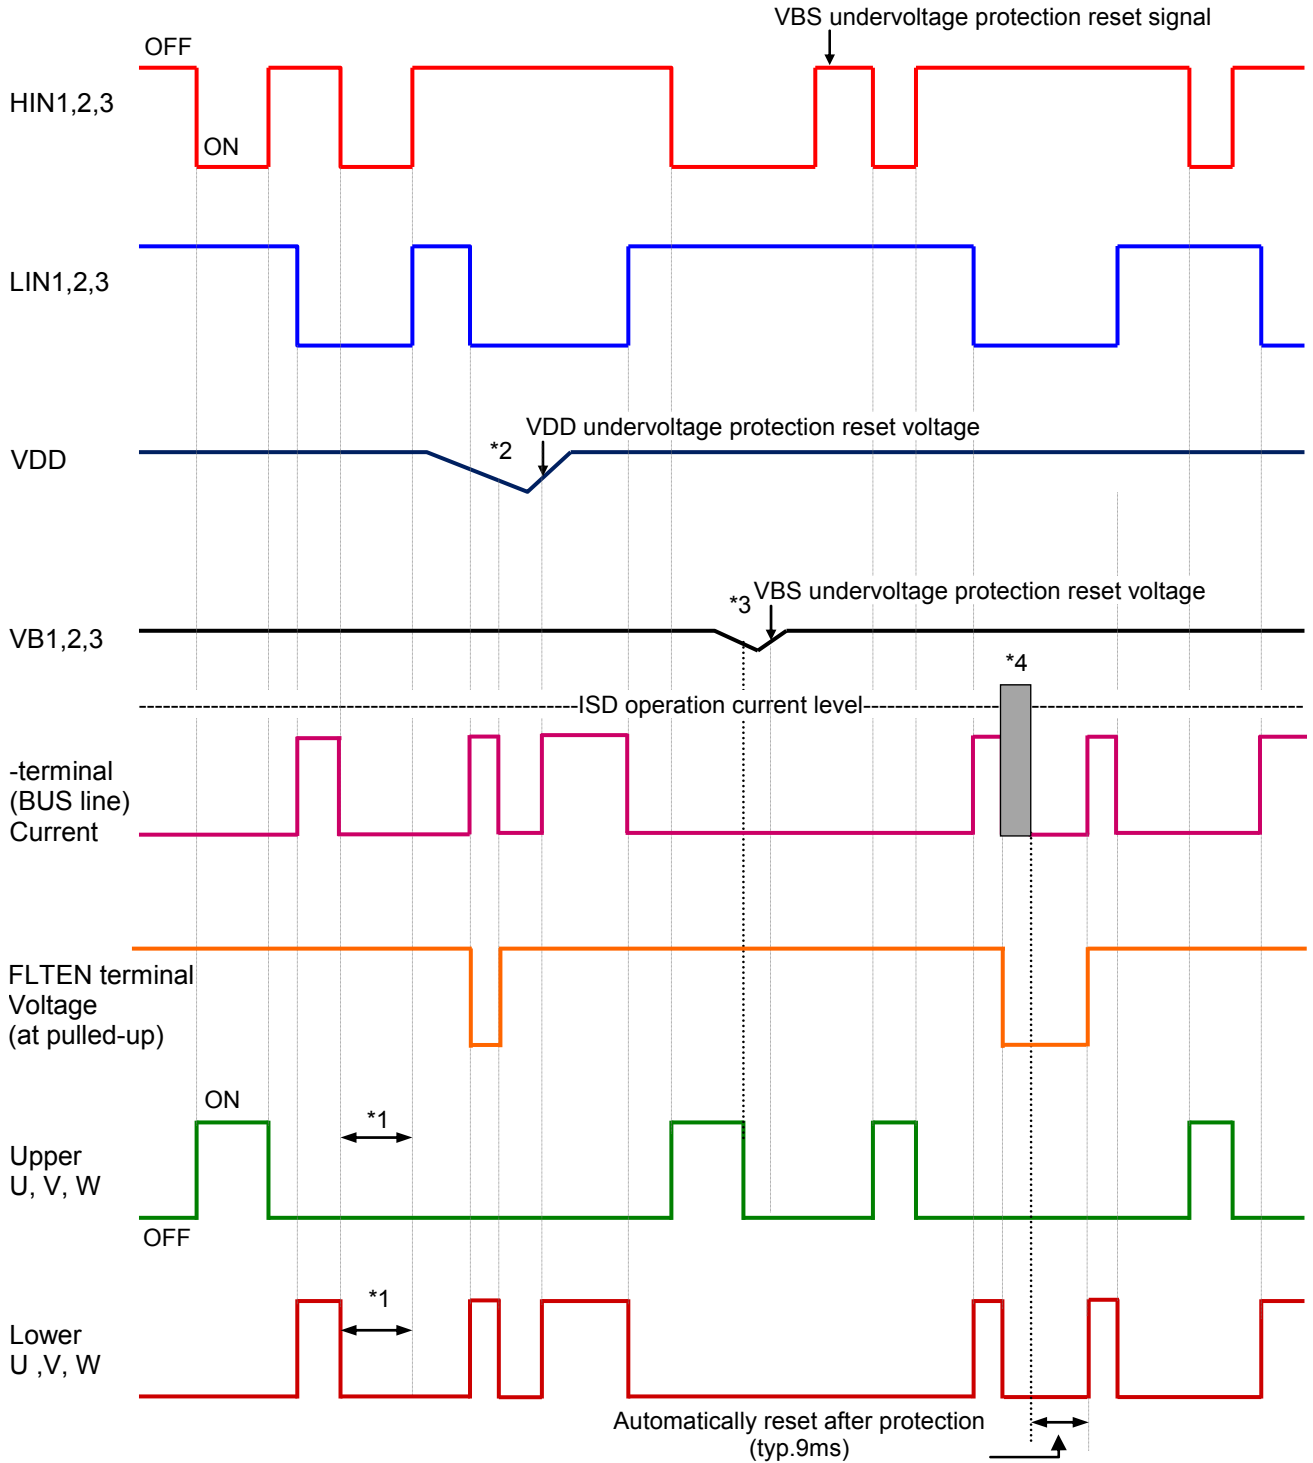 VBS undervoltage protection reset signal
OFF
HIN1,2,3
ON
LIN1,2,3
VDD undervoltage protection reset voltage
*2
VDD
VBS undervoltage protection reset voltage
*3
VB1,2,3
*4
ISD operation current level
-terminal
(BUS line)
Current
FLTEN terminal
Voltage
(at pulled-up)
ON
*1
Upper
U, V, W
OFF
*1
Lower
U ,V, W
Automatically reset after protection
(typ.9ms)